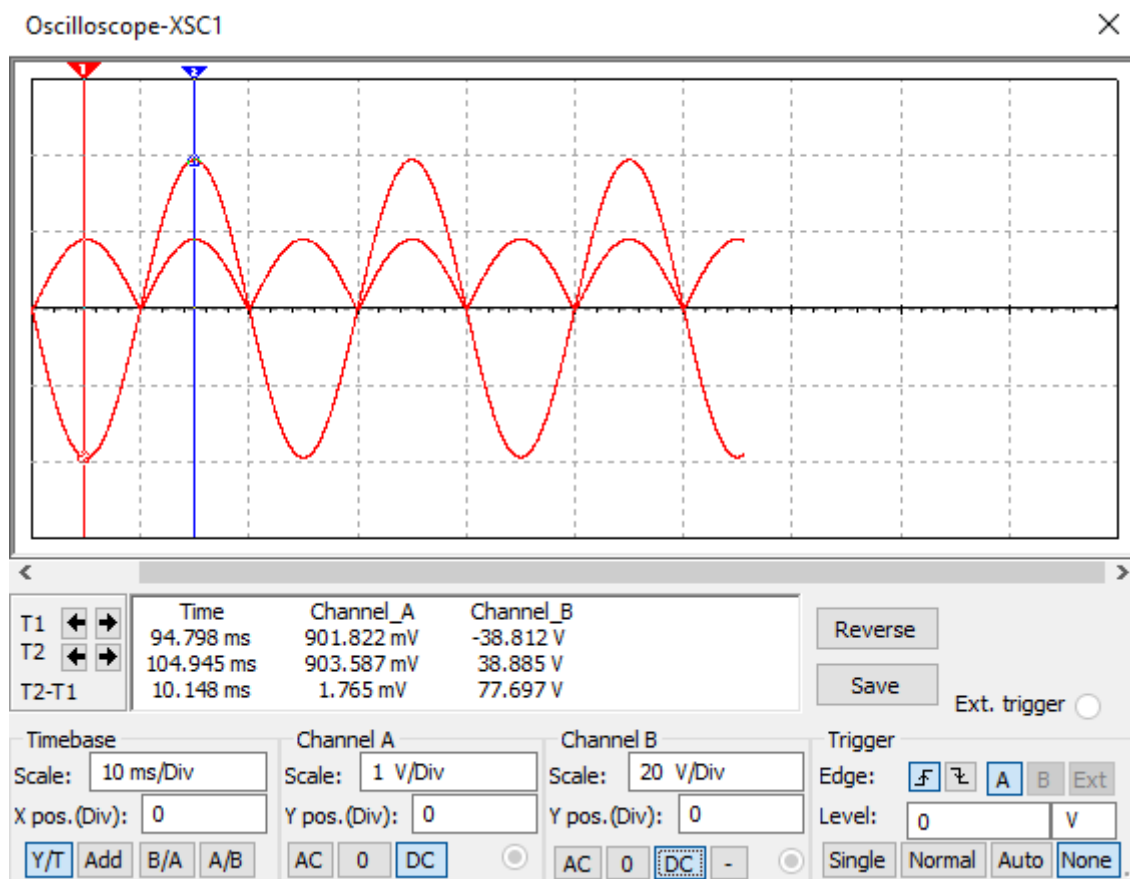 Oscilloscope-XSC1
1 2
Time Channel_A Channel_B
T1 94.798 ms 901.822 mV -38.812 V
T2 104.945 ms 903.587 mV 38.885 V
T2-T1 10.148 ms 1.765 mV 77.697 V
Reverse
Save
Ext. trigger
Timebase
Scale: 10 ms/Div
X pos.(Div): 0
Y/T Add B/A A/B
Channel A
Scale: 1 V/Div
Y pos.(Div): 0
AC 0 DC
Channel B
Scale: 20 V/Div
Y pos.(Div): 0
AC 0 DC -
Trigger
Edge: A B Ext
Level: 0 V
Single Normal Auto None